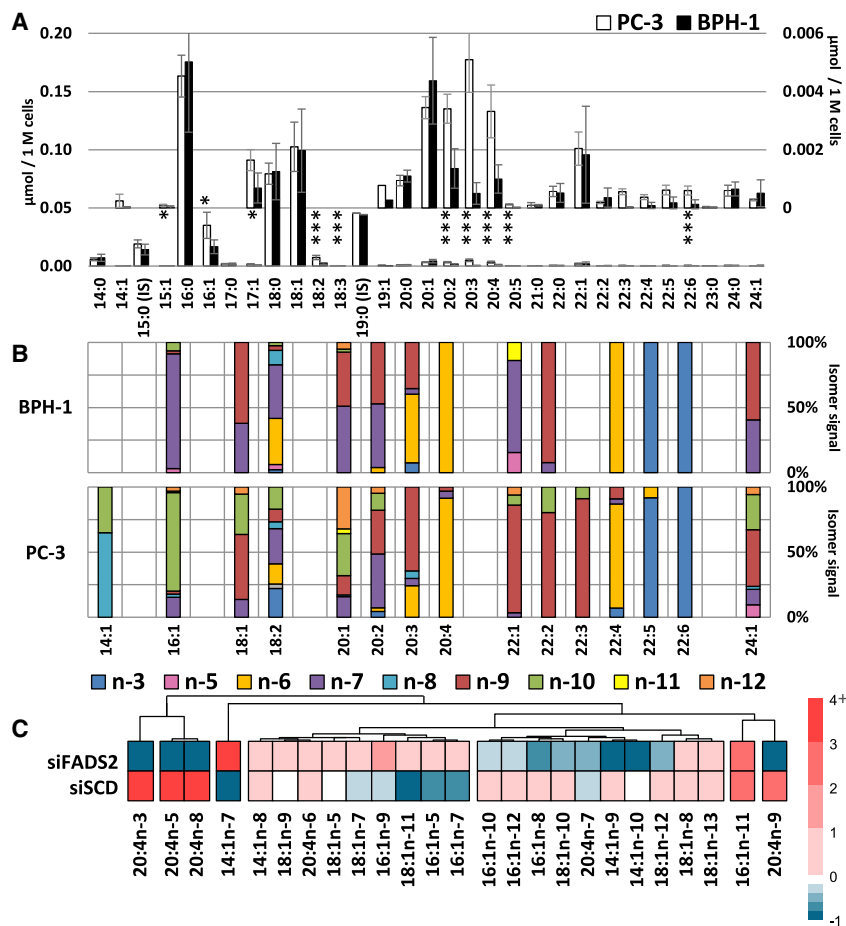 A
PC-3 BPH-1
µmol / 1 M cells
µmol / 1 M cells
0.20
0.15
0.10
0.05
0.00
0.006
0.004
0.002
0
* * * *** *** *** *** *** *** ***
14:0 14:1 15:0 (IS) 15:1 16:0 16:1 17:0 17:1 18:0 18:1 18:2 18:3 19:0 (IS) 19:1 20:0 20:1 20:2 20:3 20:4 20:5 21:0 22:0 22:1 22:2 22:3 22:4 22:5 22:6 23:0 24:0 24:1
B
BPH-1
100%
50%
0%
Isomer signal
PC-3
100%
50%
0%
Isomer signal
14:1 16:1 18:1 18:2 20:1 20:2 20:3 20:4 22:1 22:2 22:3 22:4 22:5 22:6 24:1
n-3 n-5 n-6 n-7 n-8 n-9 n-10 n-11 n-12
C
siFADS2
siSCD
20:4n-3 20:4n-5 20:4n-8 14:1n-7 14:1n-8 18:1n-9 20:4n-6 18:1n-5 18:1n-7 16:1n-9 18:1n-11 16:1n-5 16:1n-7 16:1n-10 16:1n-12 16:1n-8 18:1n-10 20:4n-7 14:1n-9 14:1n-10 18:1n-12 18:1n-8 18:1n-13 16:1n-11 20:4n-9
4+
3
2
1
0
-1